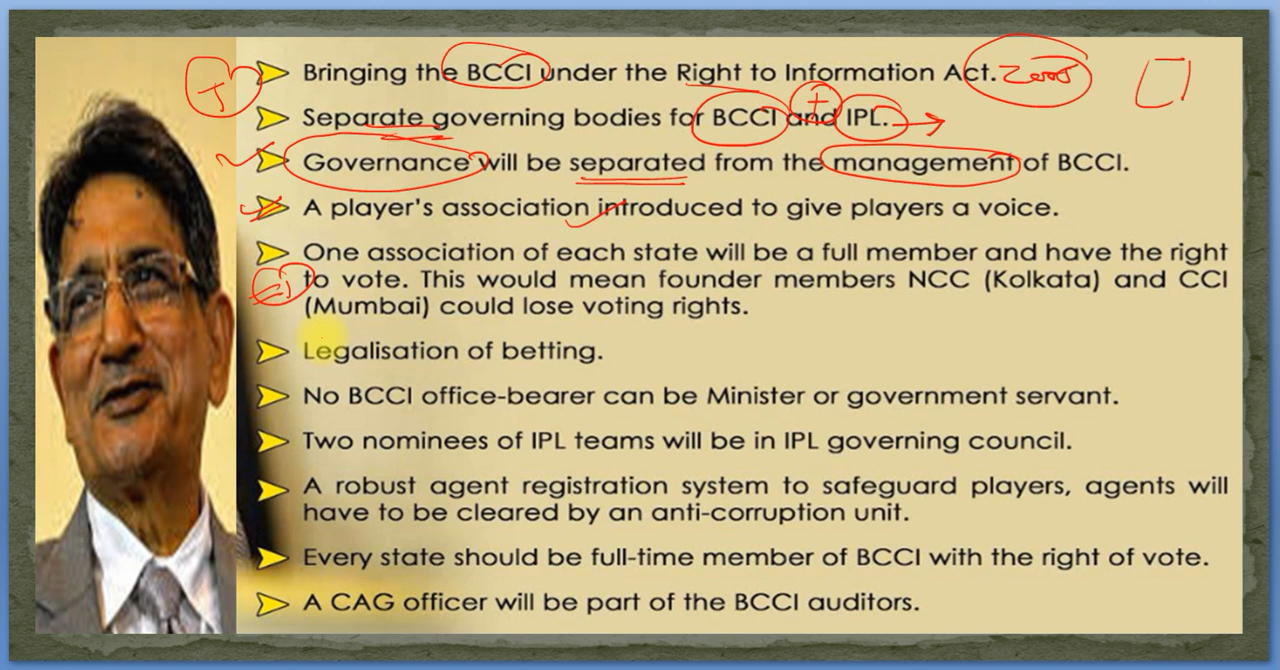 Bringing the BCCI under the Right to Information Act. 2005
Separate governing bodies for BCCI and IPL.
Governance will be separated from the management of BCCI.
A player's association introduced to give players a voice.
One association of each state will be a full member and have the right
to vote. This would mean founder members NCC (Kolkata) and CCI
(Mumbai) could lose voting rights.
Legalisation of betting.
No BCCI office-bearer can be Minister or government servant.
Two nominees of IPL teams will be in IPL governing council.
A robust agent registration system to safeguard players, agents will
have to be cleared by an anti-corruption unit.
Every state should be full-time member of BCCI with the right of vote.
A CAG officer will be part of the BCCI auditors.